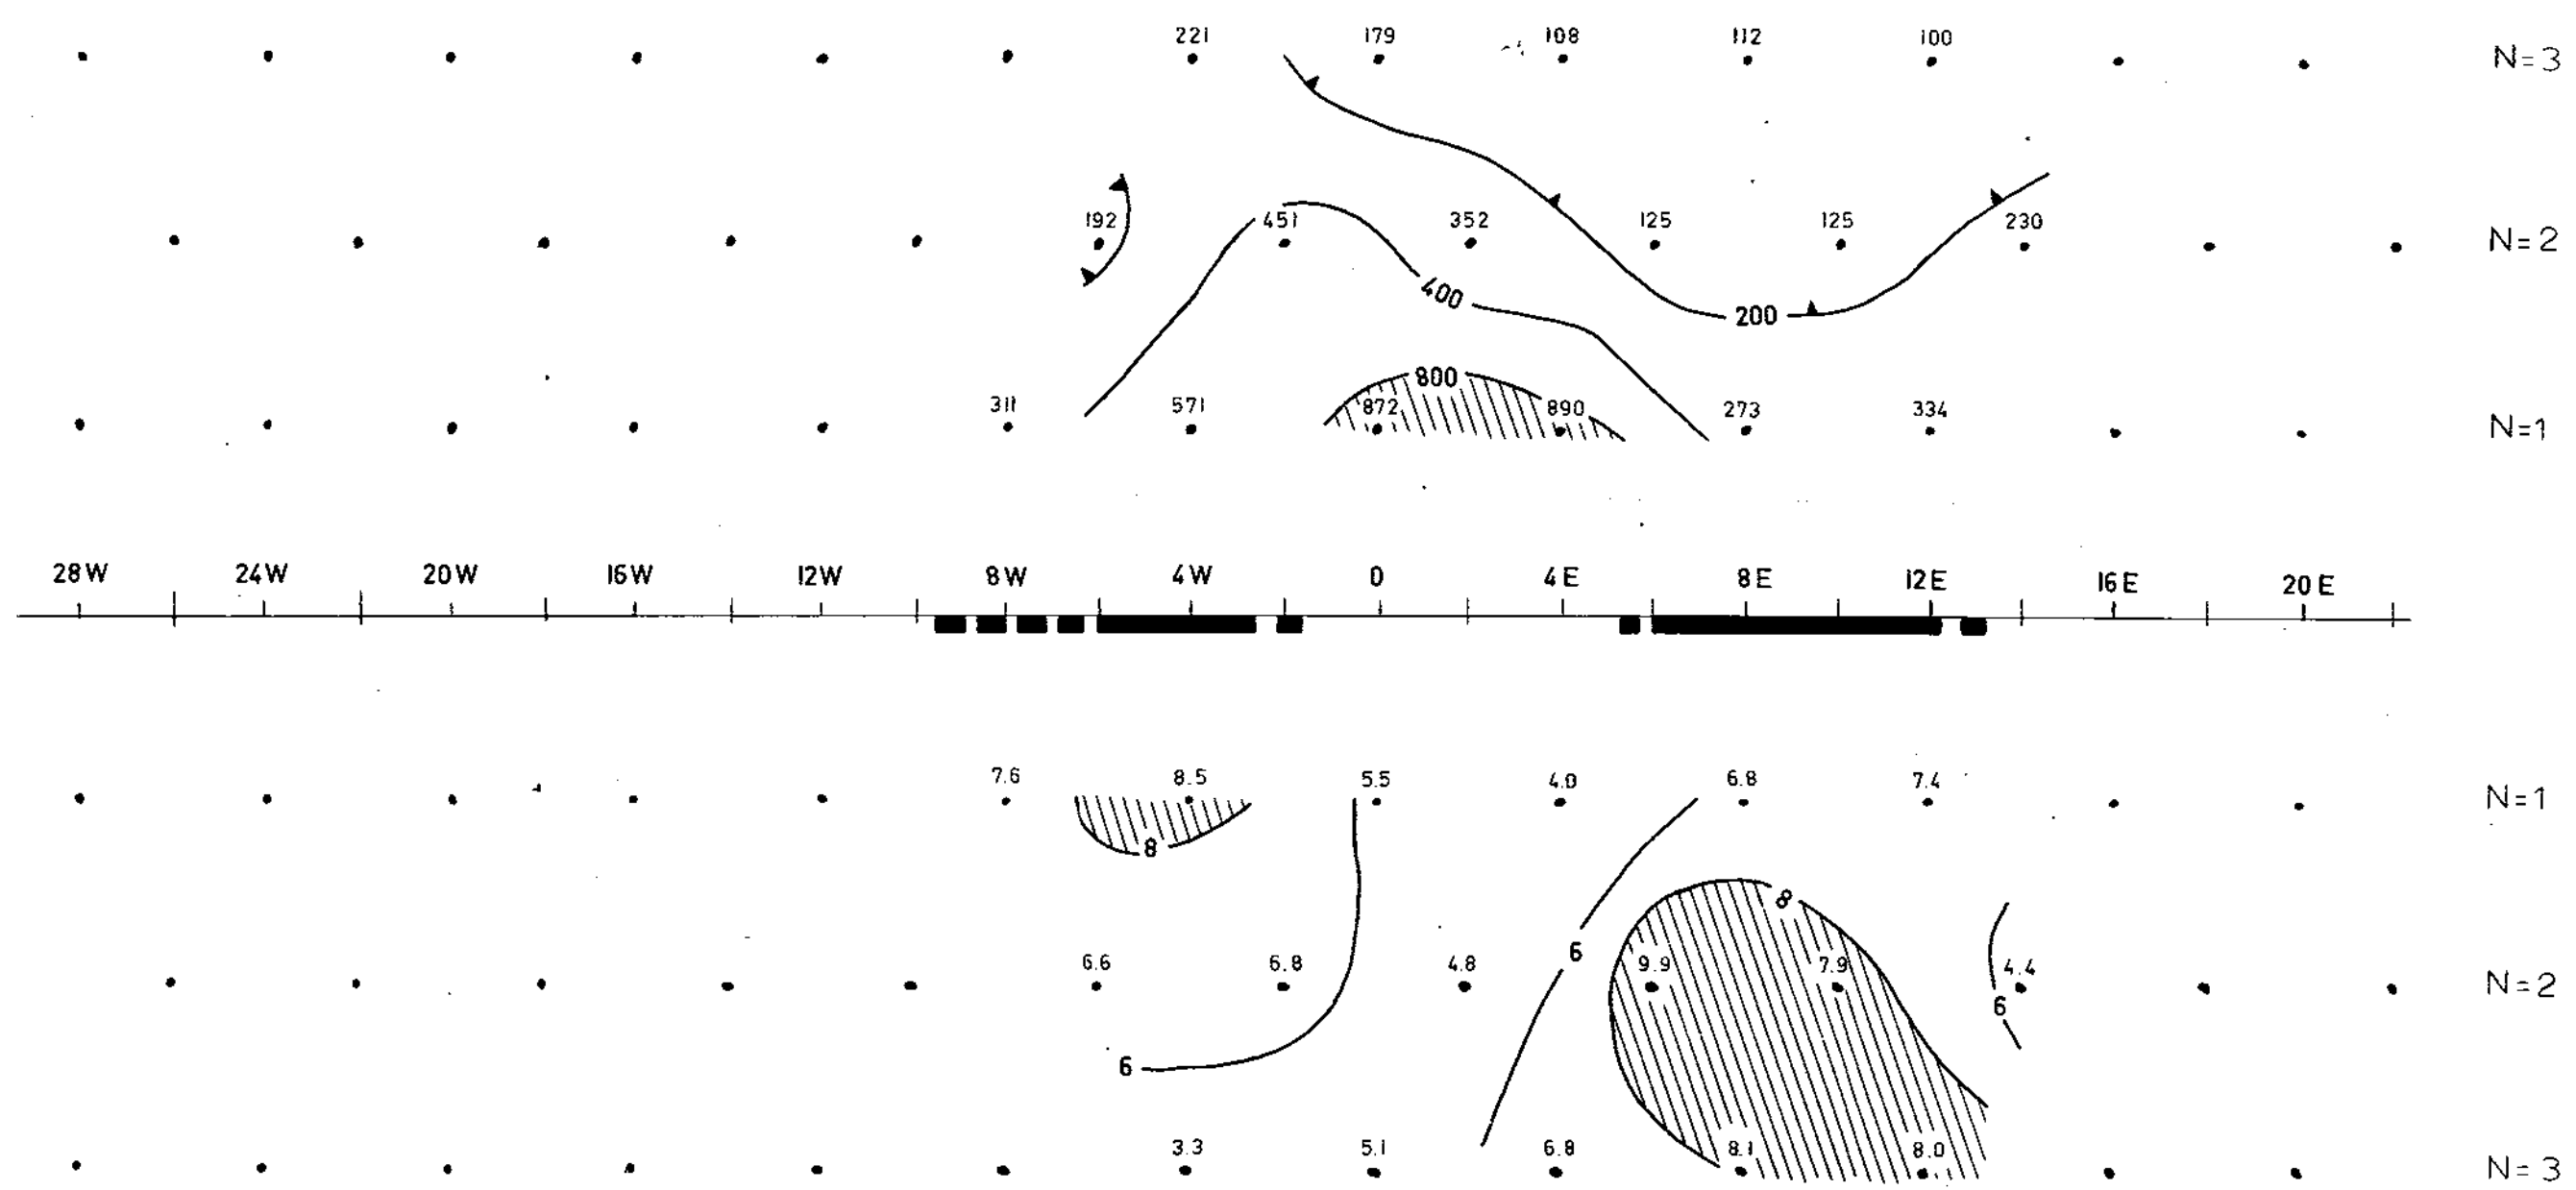 221 179 108 112 100 N=3
192 451 352 125 125 230 N=2
400
200
800
311 571 872 890 273 334 N=1
28W 24W 20W 16W 12W 8W 4W 0 4E 8E 12E 16E 20E
7.6 8.5 5.5 4.0 6.8 7.4 N=1
8
8
6
6.6 6.8 4.8 9.9 7.9 4.4 N=2
6
6
3.3 5.1 6.8 8.1 8.0 N=3